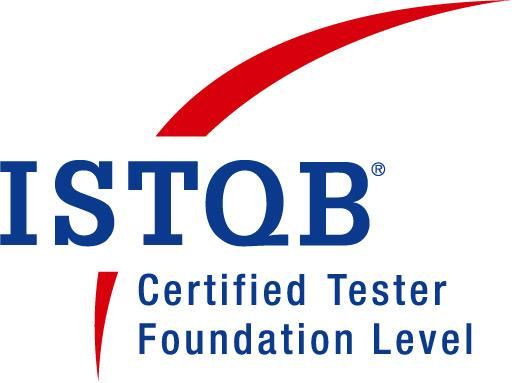 ISTQB®
Certified Tester
Foundation Level